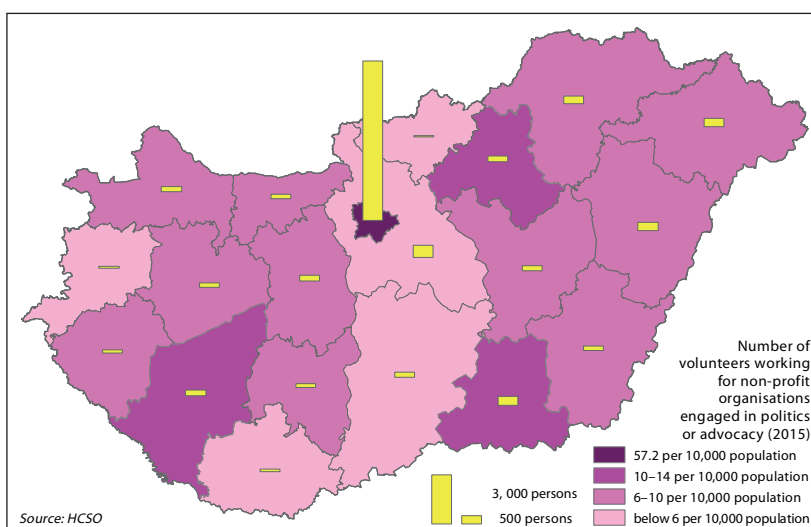 Number of
volunteers working
for non-profit
organisations
engaged in politics
or advocacy (2015)
57.2 per 10,000 population
10–14 per 10,000 population
6–10 per 10,000 population
below 6 per 10,000 population
3, 000 persons
500 persons
Source: HCSO